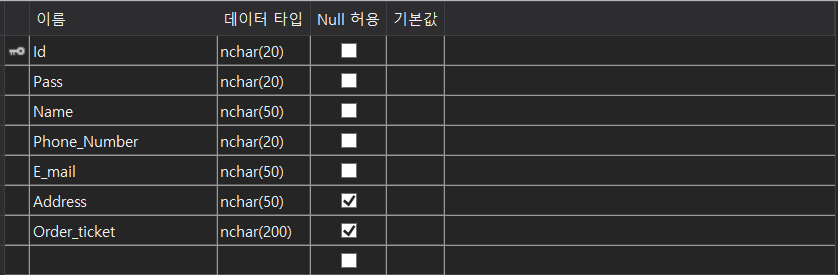 이름 데이터 타입 Null 허용 기본값
Id nchar(20)
Pass nchar(20)
Name nchar(50)
Phone_Number nchar(20)
E_mail nchar(50)
Address nchar(50)
Order_ticket nchar(200)